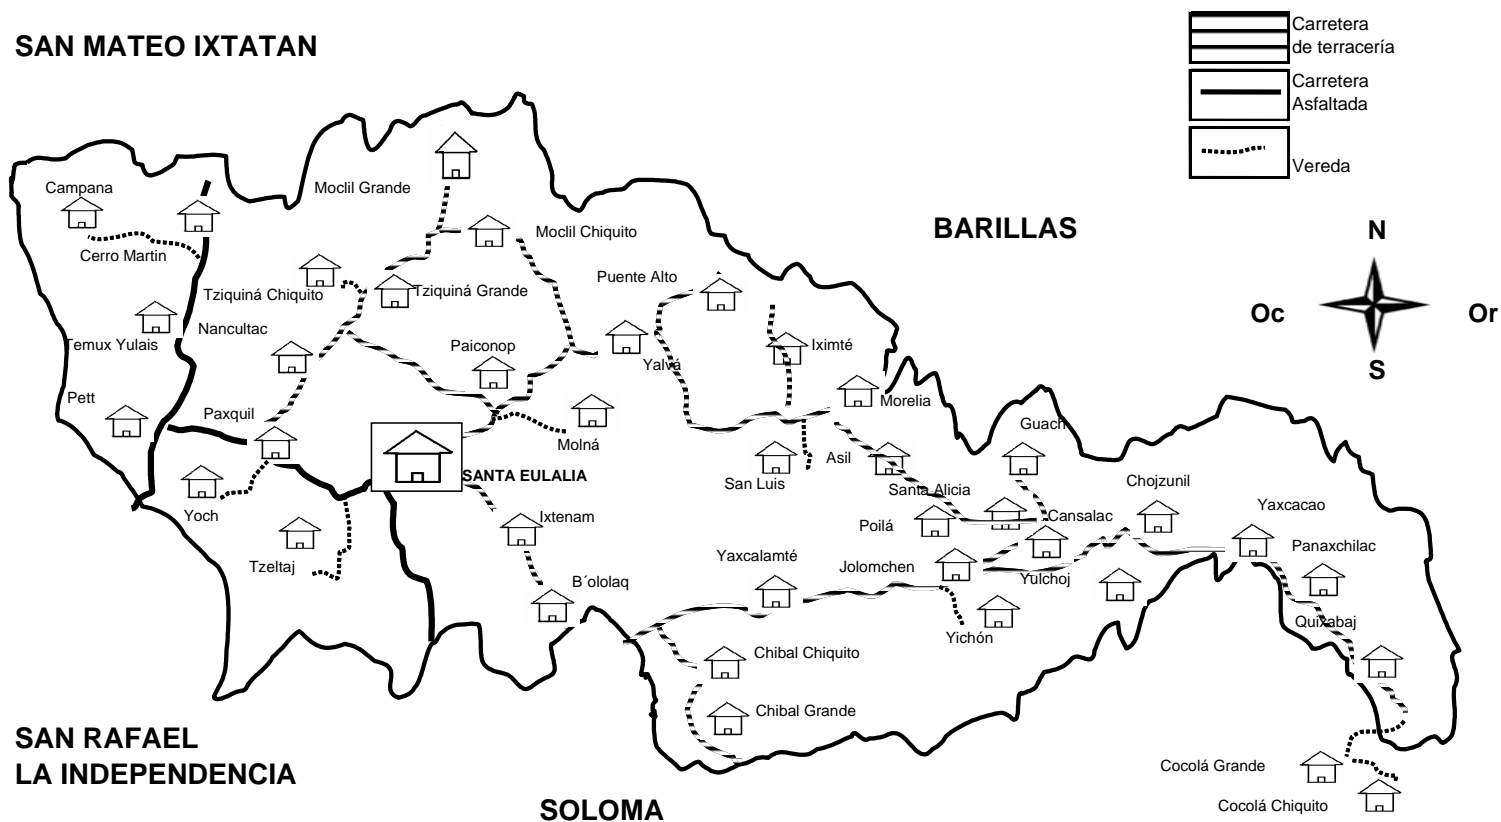 Carretera
de terracería
SAN MATEO IXTATAN
Carretera
Asfaltada
Vereda
Campana
Moclil Grande
BARILLAS
N
Moclil Chiquito
Cerro Martin
Puente Alto
Tziquiná Chiquito
Tziquiná Grande
Oc
Or
Nancultac
Temux Yulais
Paiconop
Iximté
Yalvá
S
Pett
Paxquil
Morelia
Guach
Molná
Asil
SANTA EULALIA
San Luis
Santa Alicia
Chojzunil
Yoch
Ixtenam
Poilá
Cansalac
Yaxcacao
Panaxchilac
Tzeltaj
Yaxcalamté
Jolomchen
B´ololaq
Yulchoj
Quixabaj
Yichón
Chibal Chiquito
Chibal Grande
SAN RAFAEL
LA INDEPENDENCIA
Cocolá Grande
Cocolá Chiquito
SOLOMA